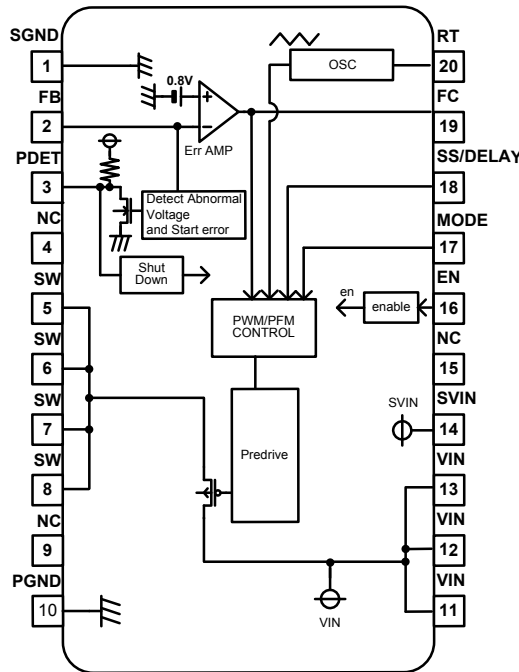 SGND
1
FB
2
PDET
3
NC
4
SW
5
SW
6
SW
7
SW
8
NC
9
PGND
10
0.8V
+
−
Err AMP
Detect Abnormal
Voltage
and Start error
Shut
Down
OSC
PWM/PFM
CONTROL
Predrive
en
enable
SVIN
VIN
RT
20
FC
19
SS/DELAY
18
MODE
17
EN
16
NC
15
SVIN
14
VIN
13
VIN
12
VIN
11